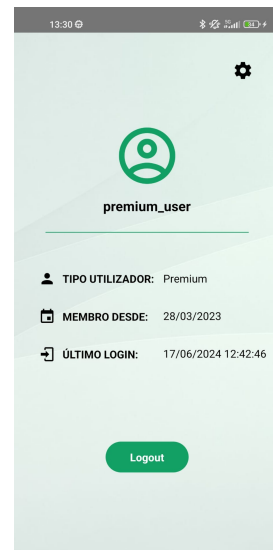 13:30
premium_user
TIPO UTILIZADOR: Premium
MEMBRO DESDE: 28/03/2023
ÚLTIMO LOGIN: 17/06/2024 12:42:46
Logout